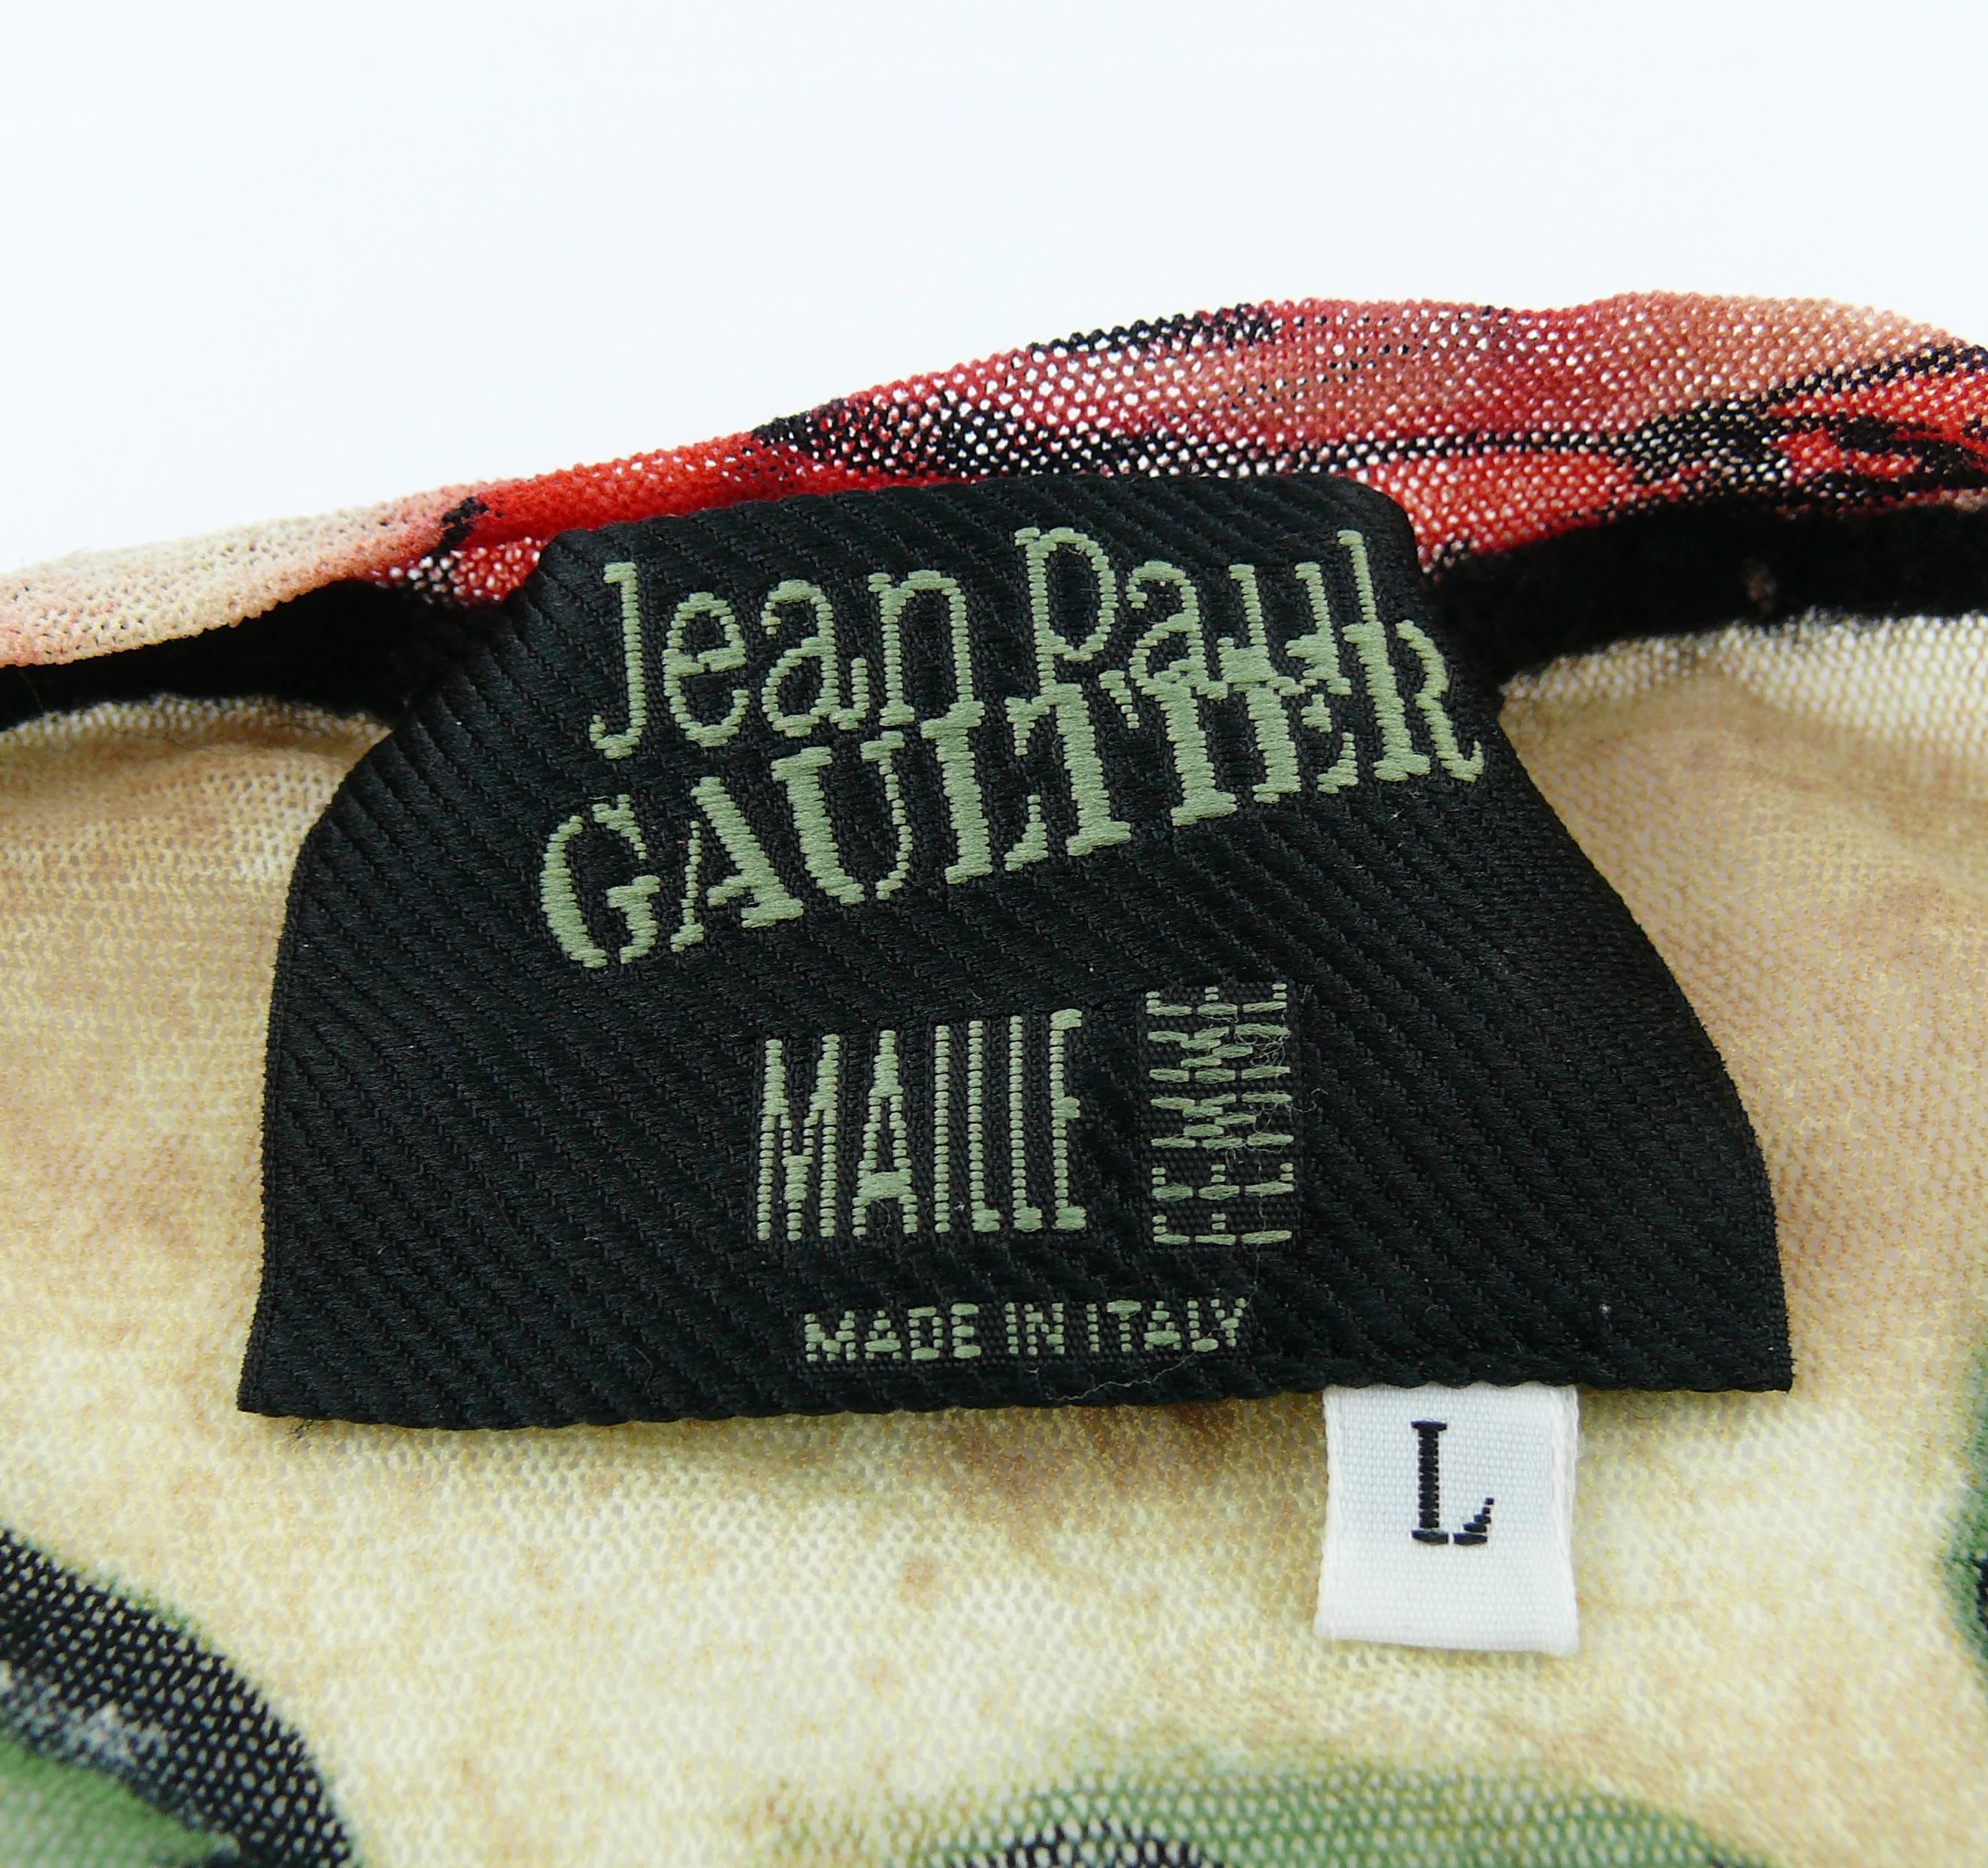 Jean Paul
GAULTIER
MAILLE
FEMME
MADE IN ITALY
L